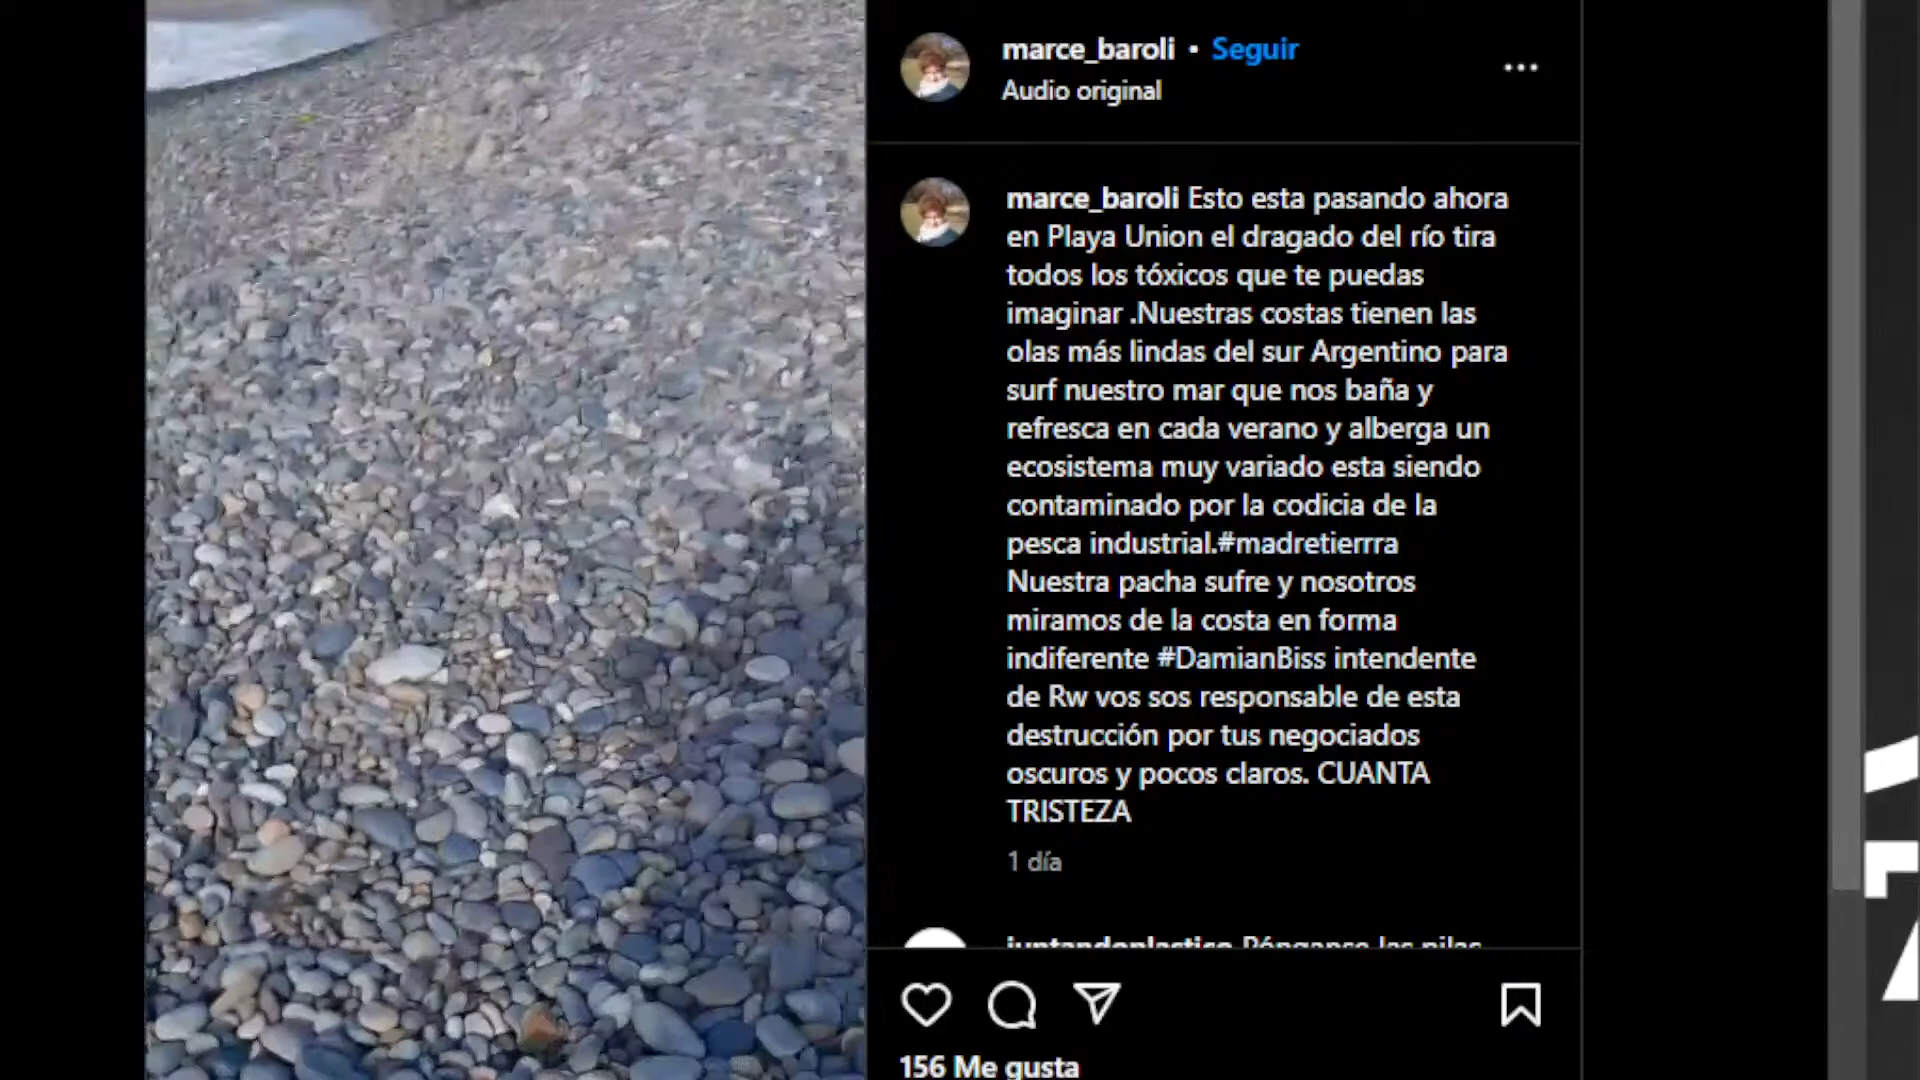 marce_baroli • Seguir
Audio original
marce_baroli Esto esta pasando ahora
en Playa Union el dragado del río tira
todos los tóxicos que te puedas
imaginar .Nuestras costas tienen las
olas más lindas del sur Argentino para
surf nuestro mar que nos baña y
refresca en cada verano y alberga un
ecosistema muy variado esta siendo
contaminado por la codicia de la
pesca industrial.#madretierrra
Nuestra pacha sufre y nosotros
miramos de la costa en forma
indiferente #DamianBiss intendente
de Rw vos sos responsable de esta
destrucción por tus negociados
oscuros y pocos claros. CUANTA
TRISTEZA
1 día
juntandoplastico Pónganse las pilas
156 Me gusta